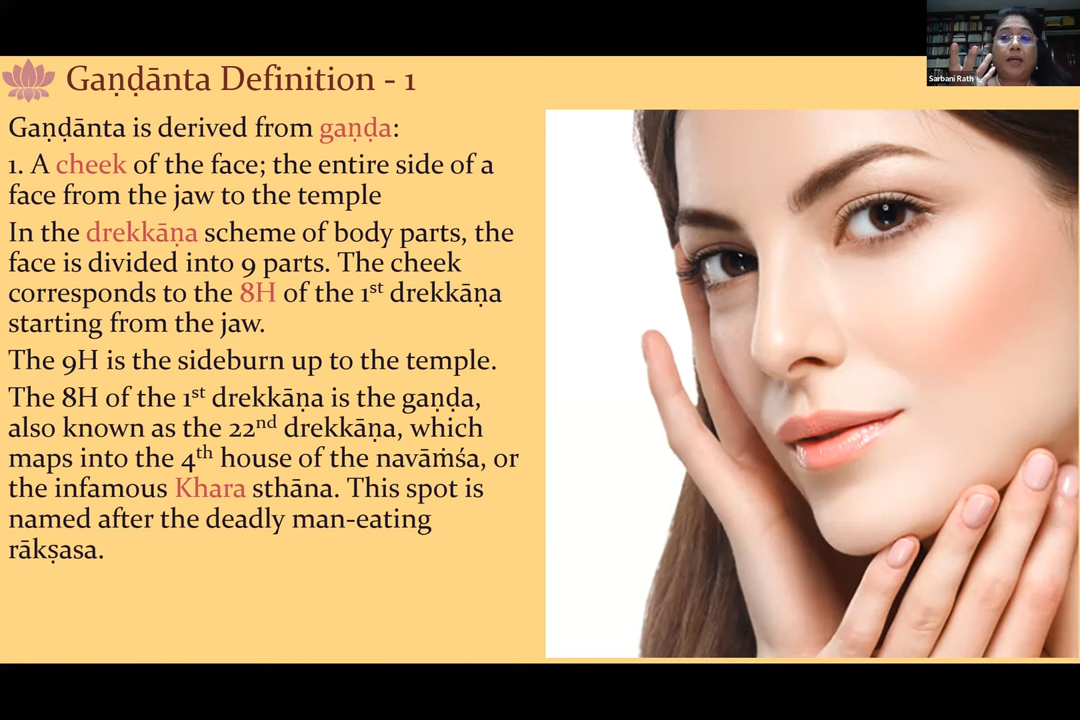 Gaṇḍānta Definition - 1
Gaṇḍānta is derived from gaṇḍa:
1. A cheek of the face; the entire side of a
face from the jaw to the temple
In the drekkāṇa scheme of body parts, the
face is divided into 9 parts. The cheek
corresponds to the 8H of the 1st drekkāṇa
starting from the jaw.
The 9H is the sideburn up to the temple.
The 8H of the 1st drekkāṇa is the gaṇḍa,
also known as the 22nd drekkāṇa, which
maps into the 4th house of the navāṁśa, or
the infamous Khara sthāna. This spot is
named after the deadly man-eating
rākṣasa.
Sarbani Rath